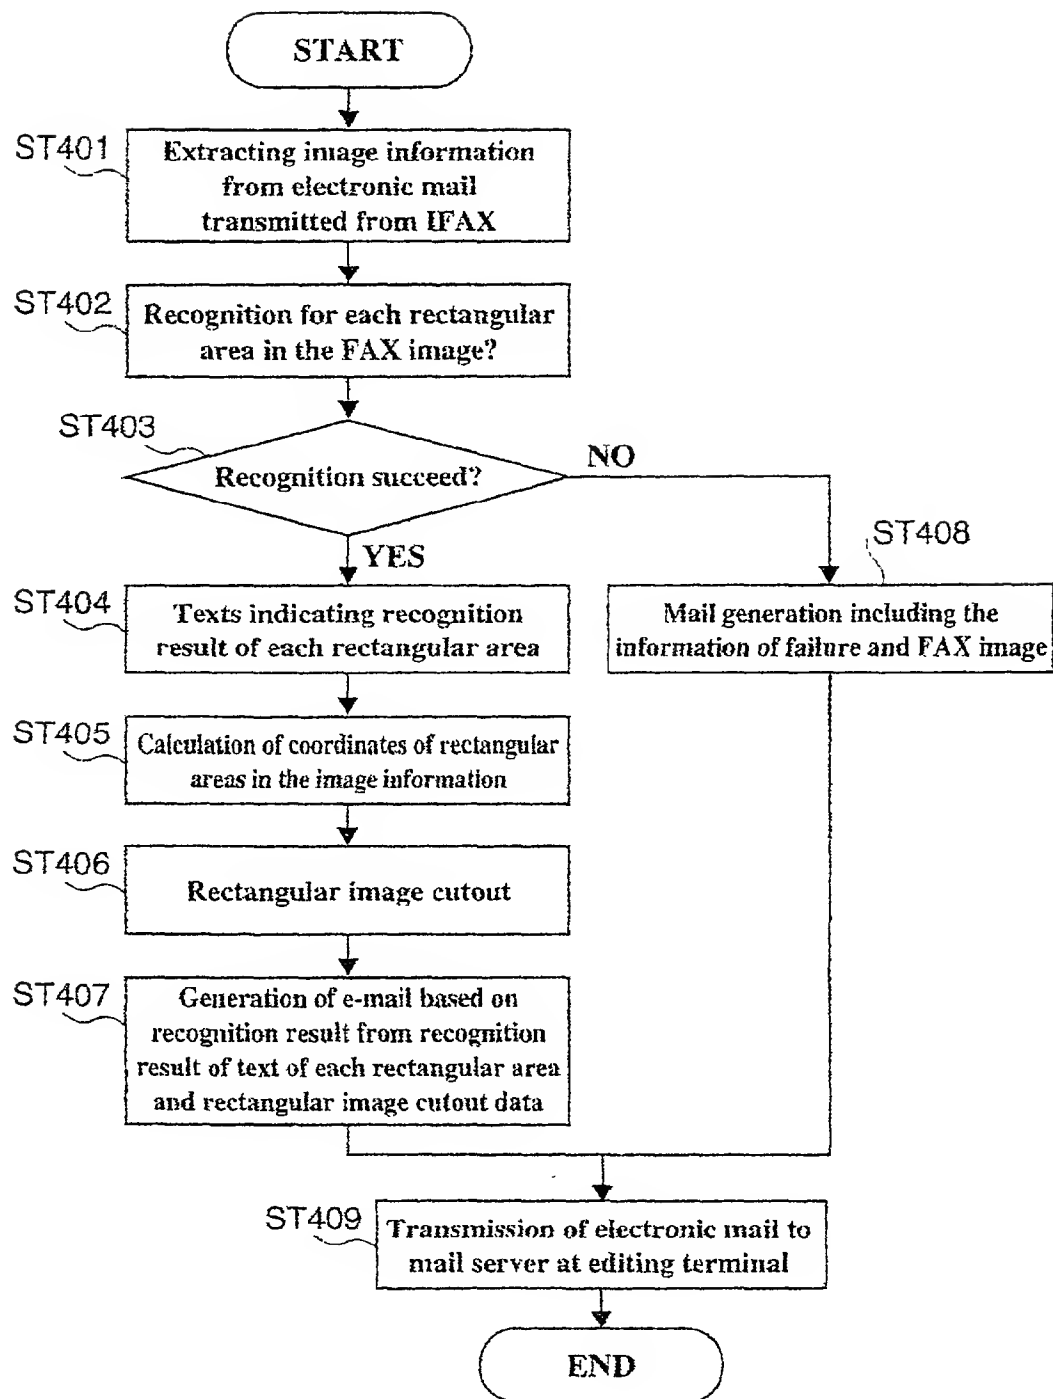 START
ST401
Extracting image information
from electronic mail
transmitted from IFAX
ST402
Recognition for each rectangular
area in the FAX image?
ST403
Recognition succeed?
NO
YES
ST408
Mail generation including the
information of failure and FAX image
ST404
Texts indicating recognition
result of each rectangular area
ST405
Calculation of coordinates of rectangular
areas in the image information
ST406
Rectangular image cutout
ST407
Generation of e-mail based on
recognition result from recognition
result of text of each rectangular area
and rectangular image cutout data
ST409
Transmission of electronic mail to
mail server at editing terminal
END